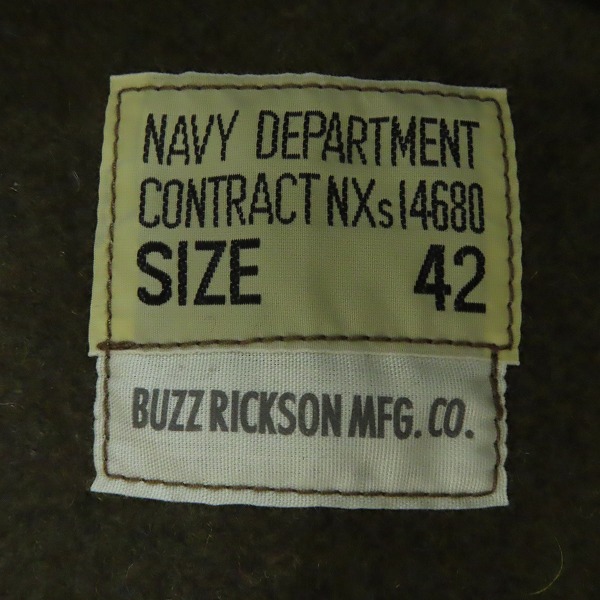 NAVY DEPARTMENT
CONTRACT NXs 14680
SIZE 42
BUZZ RICKSON MFG. CO.